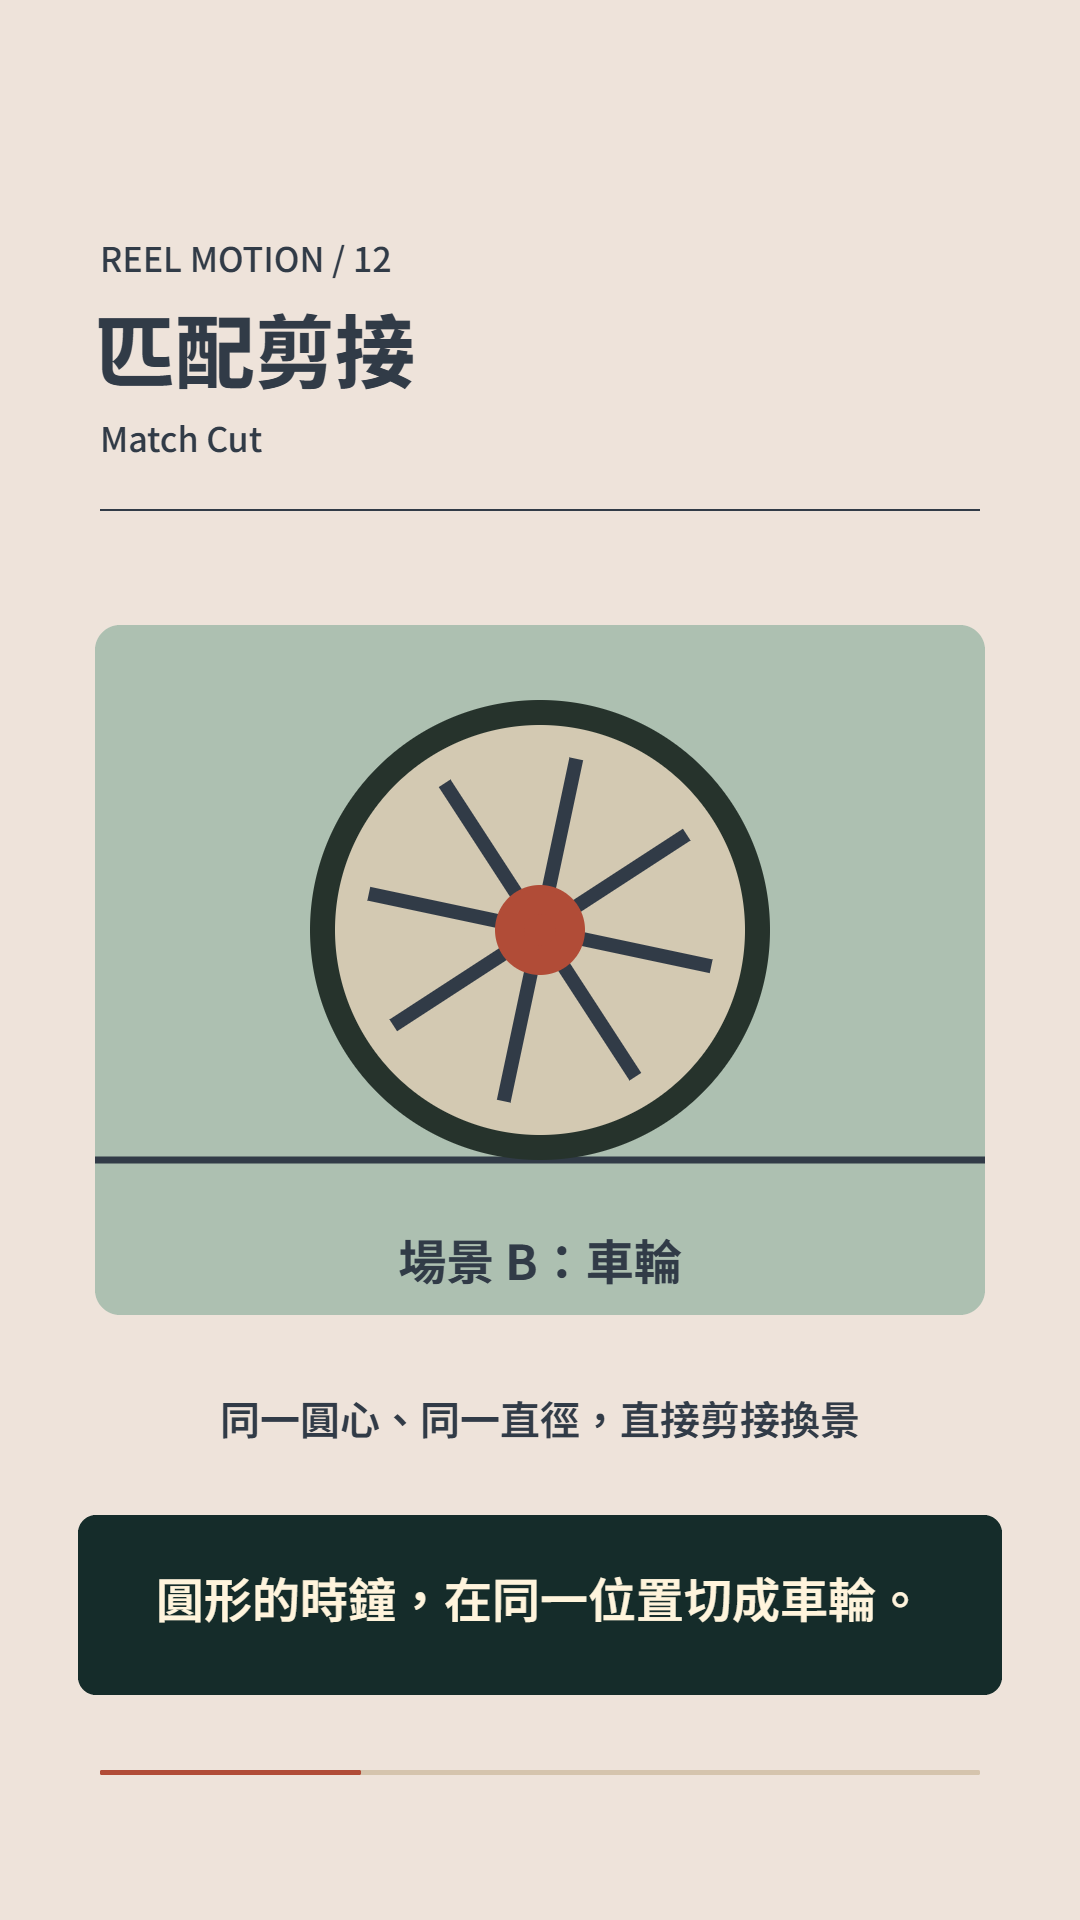 REEL MOTION / 12
匹配剪接
Match Cut
場景 B：車輪
同一圓心、同一直徑，直接剪接換景
圓形的時鐘，在同一位置切成車輪。